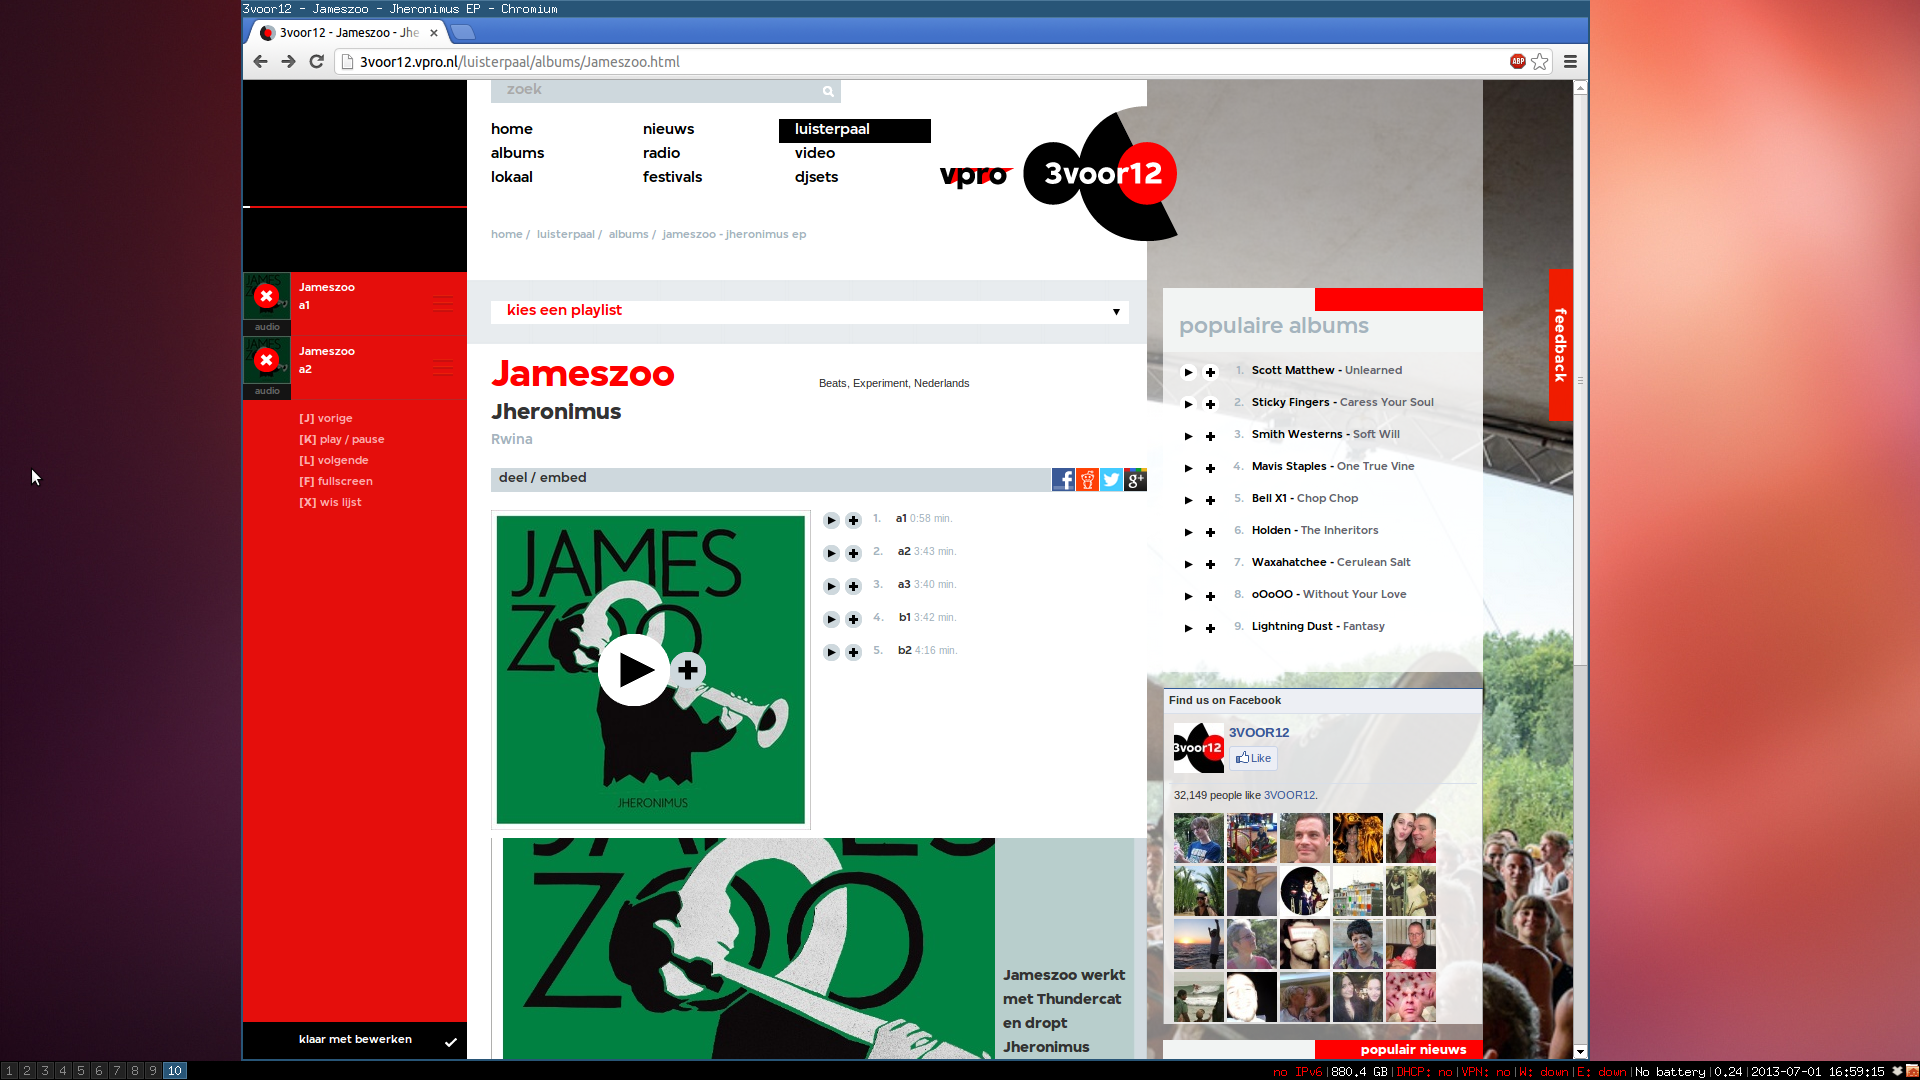 3voor12 - Jameszoo - Jheronimus EP - Chromium
3voor12 - Jameszoo - Jhe
3voor12.vpro.nl/luisterpaal/albums/Jameszoo.html
ABP
zoek
home
nieuws
luisterpaal
albums
radio
video
lokaal
festivals
djsets
vpro
3voor12
home / luisterpaal / albums / jameszoo - jheronimus ep
Jameszoo
a1
audio
Jameszoo
a2
audio
[J] vorige
[K] play / pause
[L] volgende
[F] fullscreen
[X] wis lijst
klaar met bewerken
kies een playlist
Jameszoo
Beats, Experiment, Nederlands
Jheronimus
Rwina
deel / embed
JAMES
ZOO
JHERONIMUS
1. a1 0:58 min.
2. a2 3:43 min.
3. a3 3:40 min.
4. b1 3:42 min.
5. b2 4:16 min.
ZOO
Jameszoo werkt
met Thundercat
en dropt
Jheronimus
populaire albums
1. Scott Matthew - Unlearned
2. Sticky Fingers - Caress Your Soul
3. Smith Westerns - Soft Will
4. Mavis Staples - One True Vine
5. Bell X1 - Chop Chop
6. Holden - The Inheritors
7. Waxahatchee - Cerulean Salt
8. oOoOO - Without Your Love
9. Lightning Dust - Fantasy
feedback
Find us on Facebook
3voor12
3VOOR12
Like
32,149 people like 3VOOR12.
populair nieuws
1 2 3 4 5 6 7 8 9 10
no IPv6|880.4 GB|DHCP: no|VPN: no|W: down|E: down|No battery|0.24|2013-07-01 16:59:15